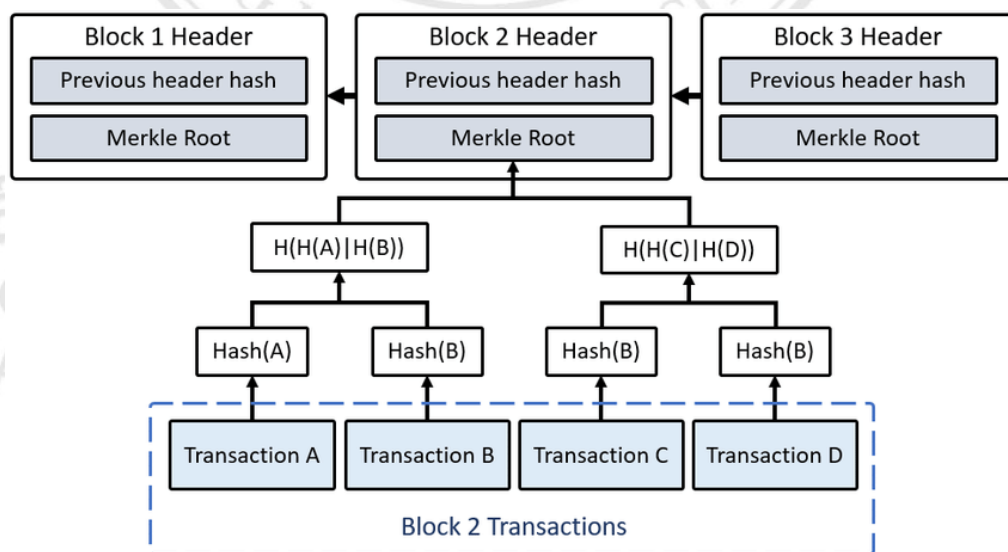 Block 1 Header
Block 2 Header
Block 3 Header
Previous header hash
Previous header hash
Previous header hash
Merkle Root
Merkle Root
Merkle Root
H(H(A)|H(B))
H(H(C)|H(D))
Hash(A)
Hash(B)
Hash(B)
Hash(B)
Transaction A
Transaction B
Transaction C
Transaction D
Block 2 Transactions